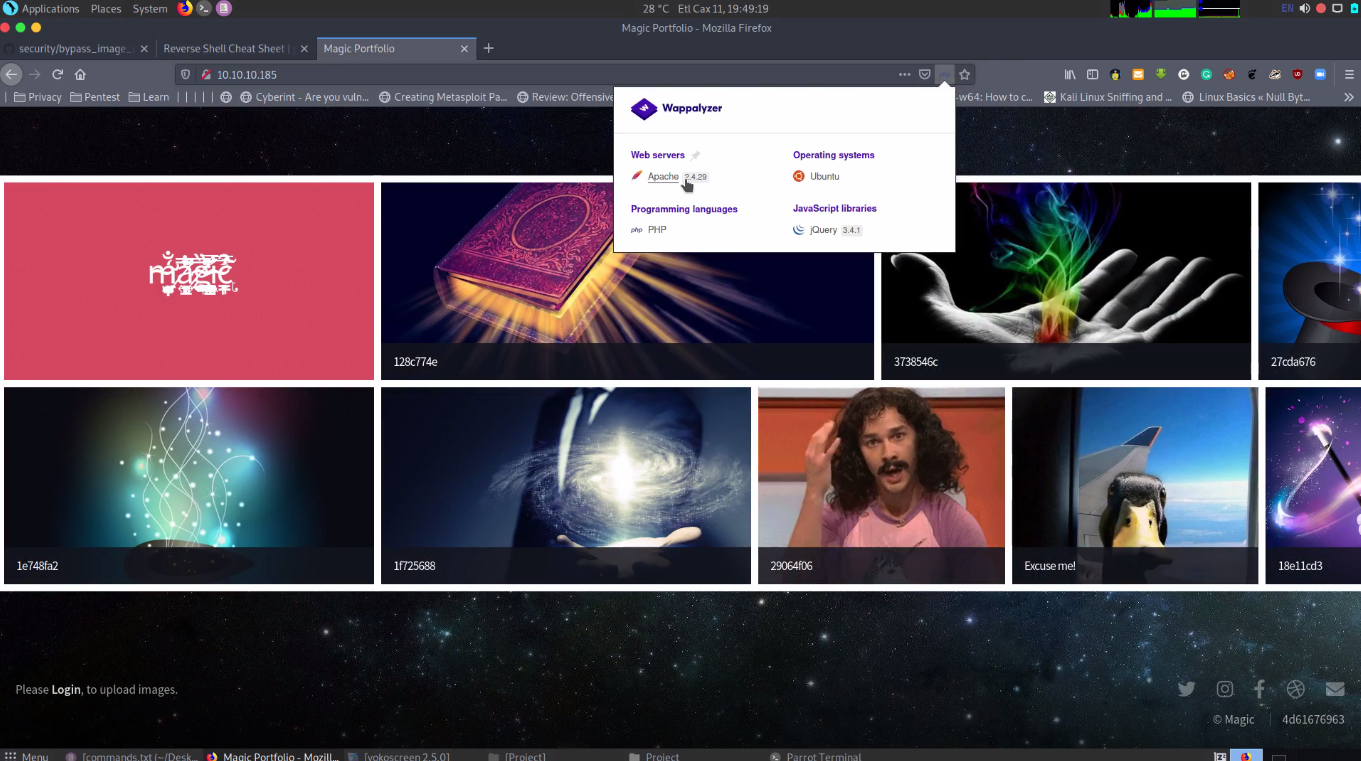 Applications Places System 28 °C Etl Cax 11, 19:49:19 EN
Magic Portfolio - Mozilla Firefox
security/bypass_image_ Reverse Shell Cheat Sheet | Magic Portfolio
10.10.10.185
Privacy Pentest Learn Cyberint - Are you vuln... Creating Metasploit Pa... Review: Offensive -w64: How to c... Kali Linux Sniffing and ... Linux Basics « Null Byt...
Wappalyzer
Web servers Operating systems
Apache 2.4.29 Ubuntu
Programming languages JavaScript libraries
php PHP jQuery 3.4.1
magic
128c774e 3738546c 27cda676
1e748fa2 1f725688 29064f06 Excuse me! 18e11cd3
Please Login, to upload images.
© Magic 4d61676963
Menu [commands.txt (~/Desk... Magic Portfolio - Mozill... [vokoscreen 2.5.0] [Project] Project Parrot Terminal